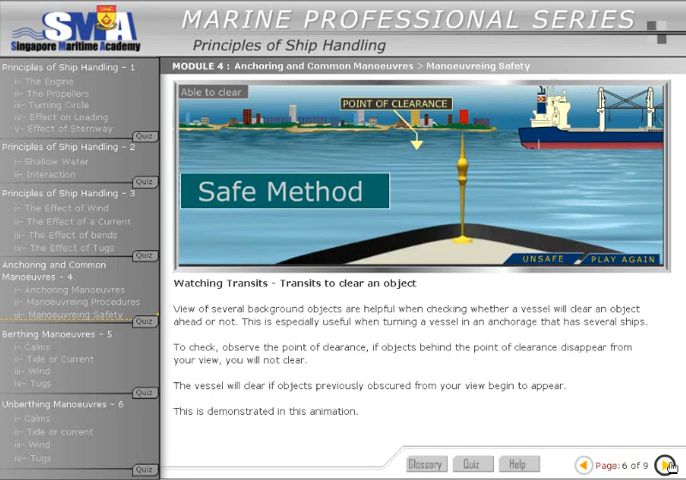 SMA
Singapore Maritime Academy
MARINE PROFESSIONAL SERIES
Principles of Ship Handling
MODULE 4 : Anchoring and Common Manoeuvres > Manoeuvreing Safety
Principles of Ship Handling - 1
i- The Engine
ii- The Propellers
iii- Turning Circle
iv- Effect on Loading
v- Effect of Sternway
Quiz
Principles of Ship Handling - 2
i- Shallow Water
ii- Interaction
Quiz
Principles of Ship Handling - 3
i- The Effect of Wind
ii- The Effect of a Current
iii- The Effect of bends
iv- The Effect of Tugs
Quiz
Anchoring and Common
Manoeuvres - 4
i- Anchoring Manoeuvres
ii- Manoeuvreing Procedures
iii- Manoeuvreing Safety
Quiz
Berthing Manoeuvres - 5
i- Calms
ii- Tide or Current
iii- Wind
iv- Tugs
Quiz
Unberthing Manoeuvres - 6
i- Calms
ii- Tide or current
iii- Wind
iv- Tugs
Quiz
Able to clear
POINT OF CLEARANCE
Safe Method
UNSAFE
PLAY AGAIN
Watching Transits - Transits to clear an object
View of several background objects are helpful when checking whether a vessel will clear an object
ahead or not. This is especially useful when turning a vessel in an anchorage that has several ships.
To check, observe the point of clearance, if objects behind the point of clearance disappear from
your view, you will not clear.
The vessel will clear if objects previously obscured from your view begin to appear.
This is demonstrated in this animation.
Glossary
Quiz
Help
Page: 6 of 9